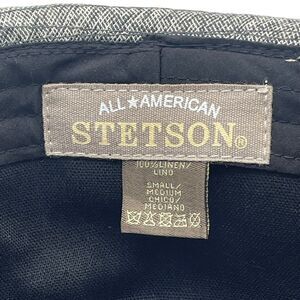 ALL★AMERICAN
STETSON®
100%LINEN/
LINO
SMALL/
MEDIUM
CHICO/
MEDIANO